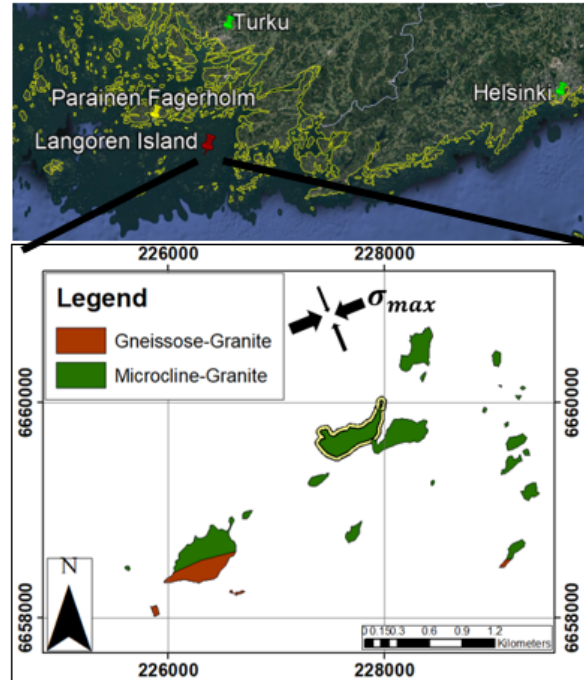 Turku
Parainen Fagerholm
Helsinki
Langoren Island
226000 228000
Legend
σmax
Gneissose-Granite
Microcline-Granite
6660000 6660000
N
6658000 6658000
0 0.15 0.3 0.6 0.9 1.2
Kilometers
226000 228000